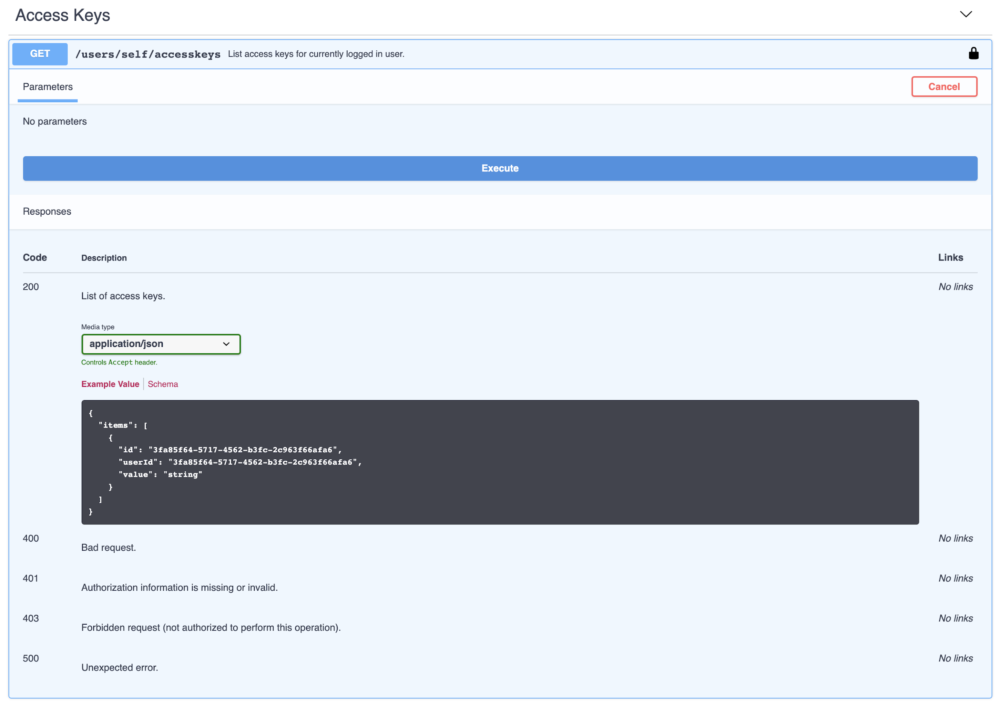 Access Keys
GET /users/self/accesskeys List access keys for currently logged in user.
Parameters
Cancel
No parameters
Execute
Responses
Code Description Links
200 No links
List of access keys.
Media type
application/json
Controls Accept header.
Example Value Schema
{
  "items": [
    {
      "id": "3fa85f64-5717-4562-b3fc-2c963f66afa6",
      "userId": "3fa85f64-5717-4562-b3fc-2c963f66afa6",
      "value": "string"
    }
  ]
}
400 No links
Bad request.
401 No links
Authorization information is missing or invalid.
403 No links
Forbidden request (not authorized to perform this operation).
500 No links
Unexpected error.